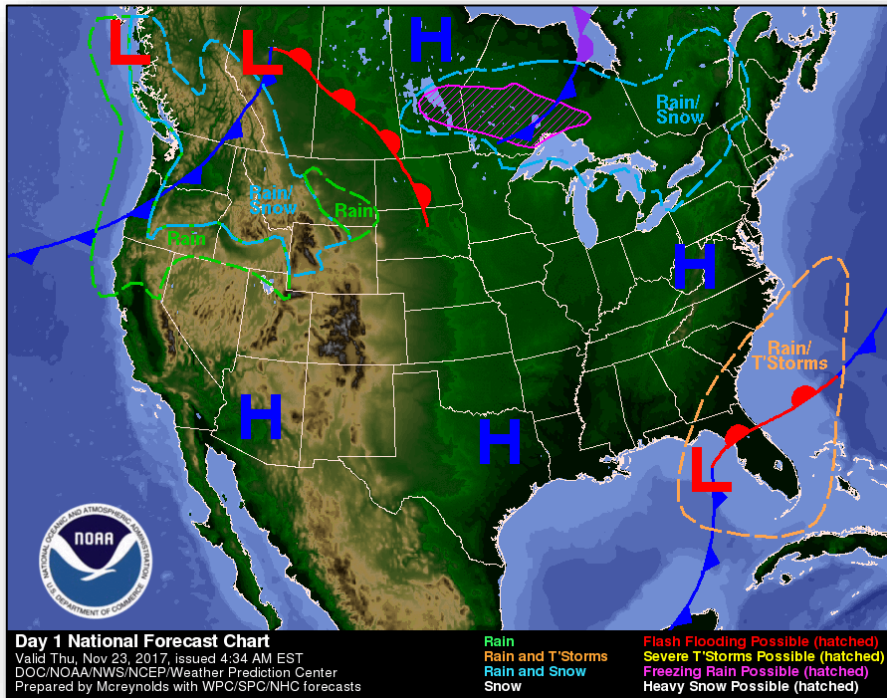 L
L
H
Rain/
Snow
Rain/
Snow
Rain
Rain
H
Rain/
T'Storms
H
H
L
NATIONAL OCEANIC AND ATMOSPHERIC ADMINISTRATION
NOAA
U.S. DEPARTMENT OF COMMERCE
Day 1 National Forecast Chart
Valid Thu, Nov 23, 2017, issued 4:34 AM EST
DOC/NOAA/NWS/NCEP/Weather Prediction Center
Prepared by Mcreynolds with WPC/SPC/NHC forecasts
Rain
Rain and T'Storms
Rain and Snow
Snow
Flash Flooding Possible (hatched)
Severe T'Storms Possible (hatched)
Freezing Rain Possible (hatched)
Heavy Snow Possible (hatched)